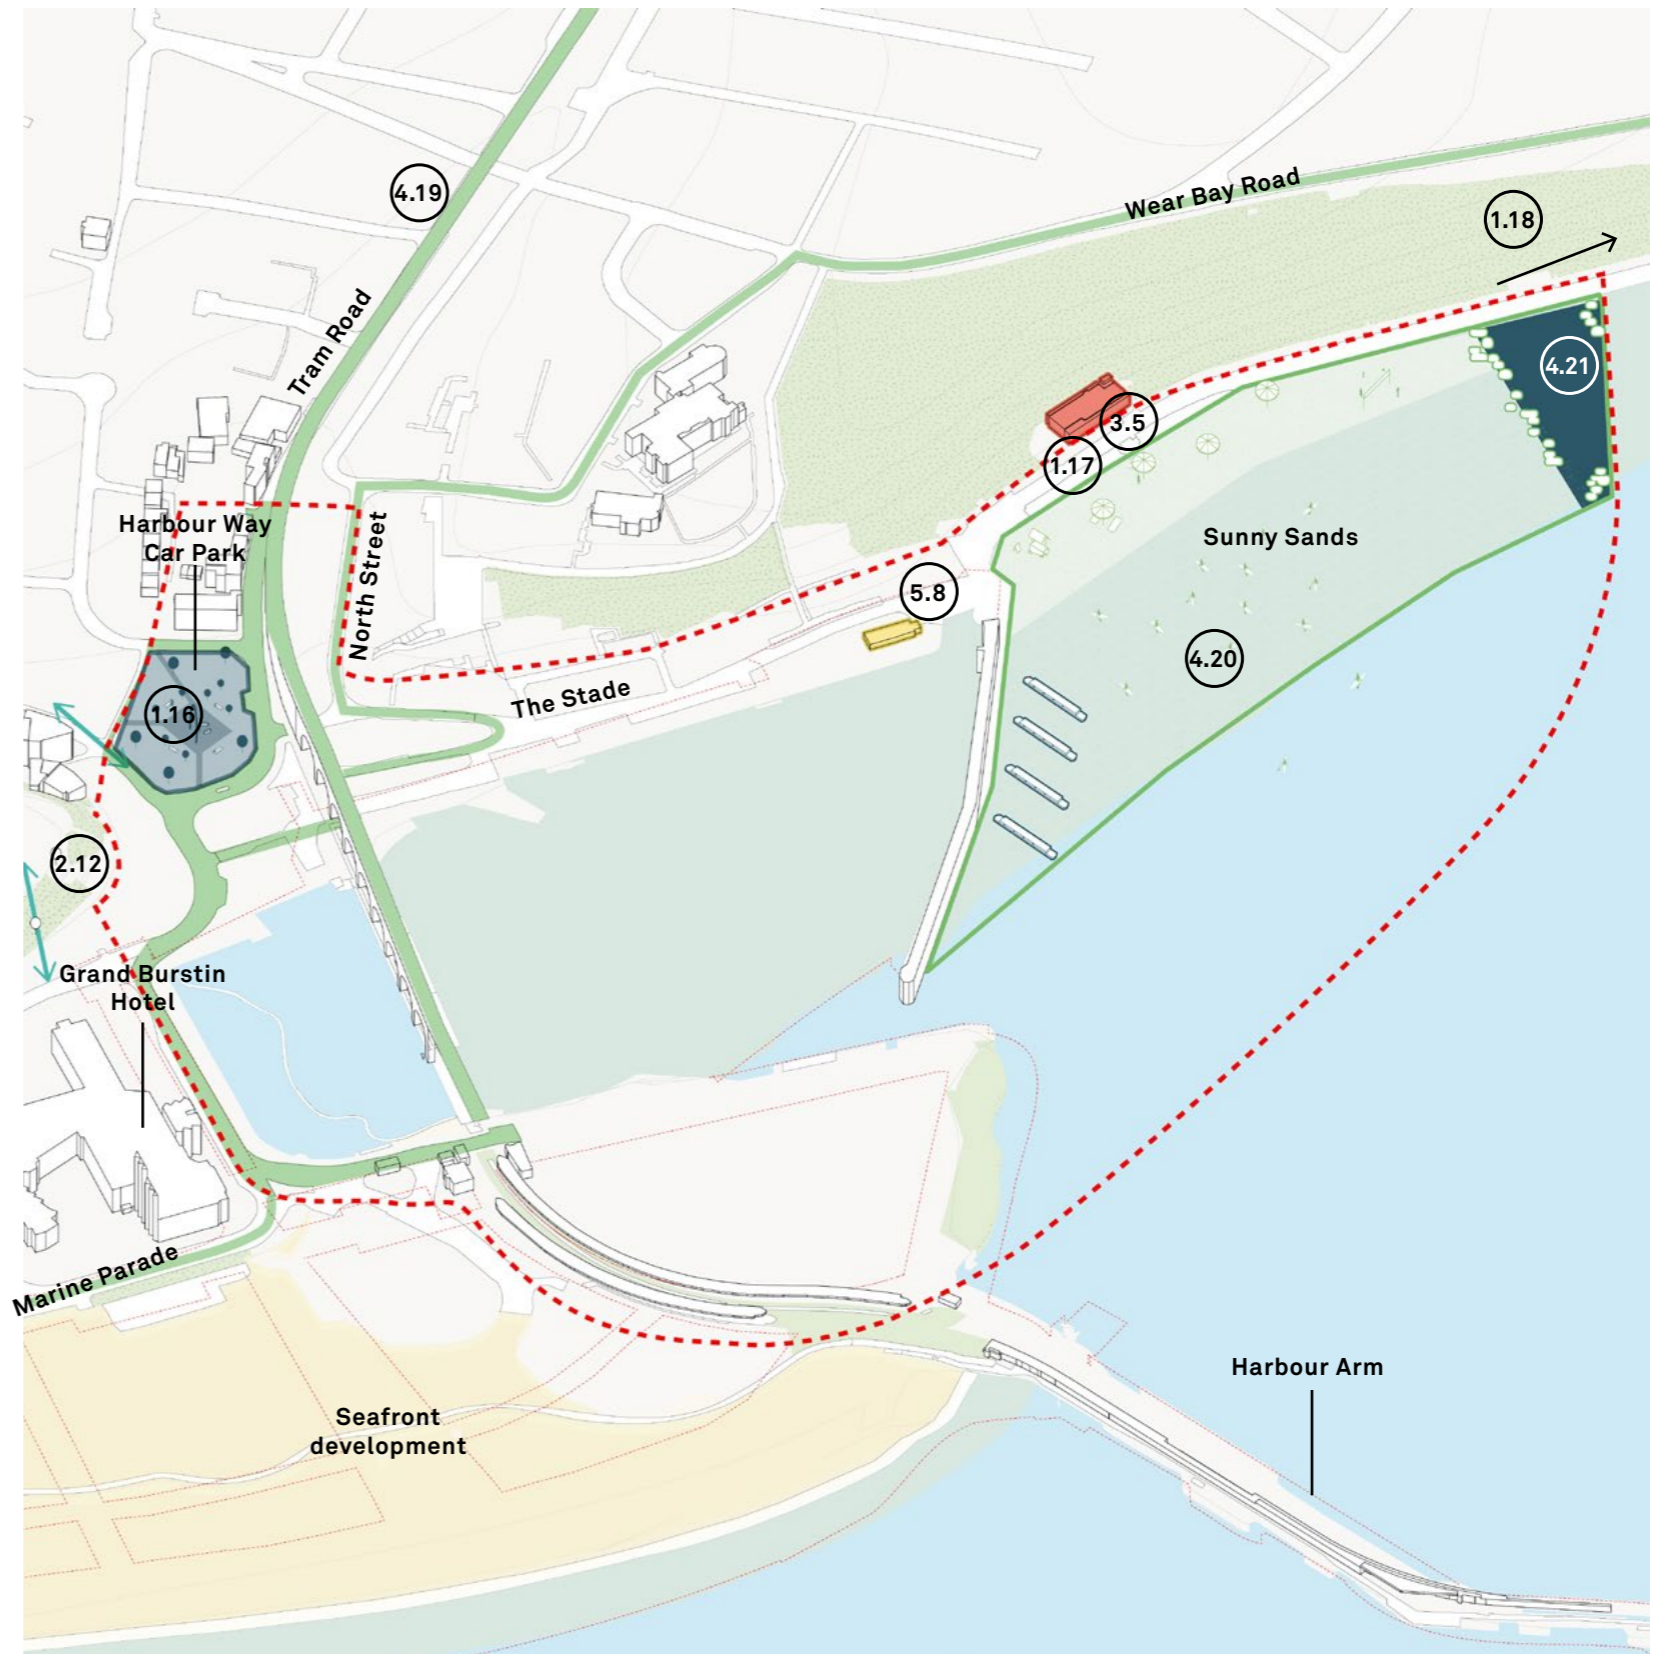 4.19
Wear Bay Road
1.18
Tram Road
4.21
3.5
1.17
Harbour Way
Car Park
North Street
Sunny Sands
5.8
4.20
The Stade
1.16
2.12
Grand Burstin
Hotel
Marine Parade
Harbour Arm
Seafront
development